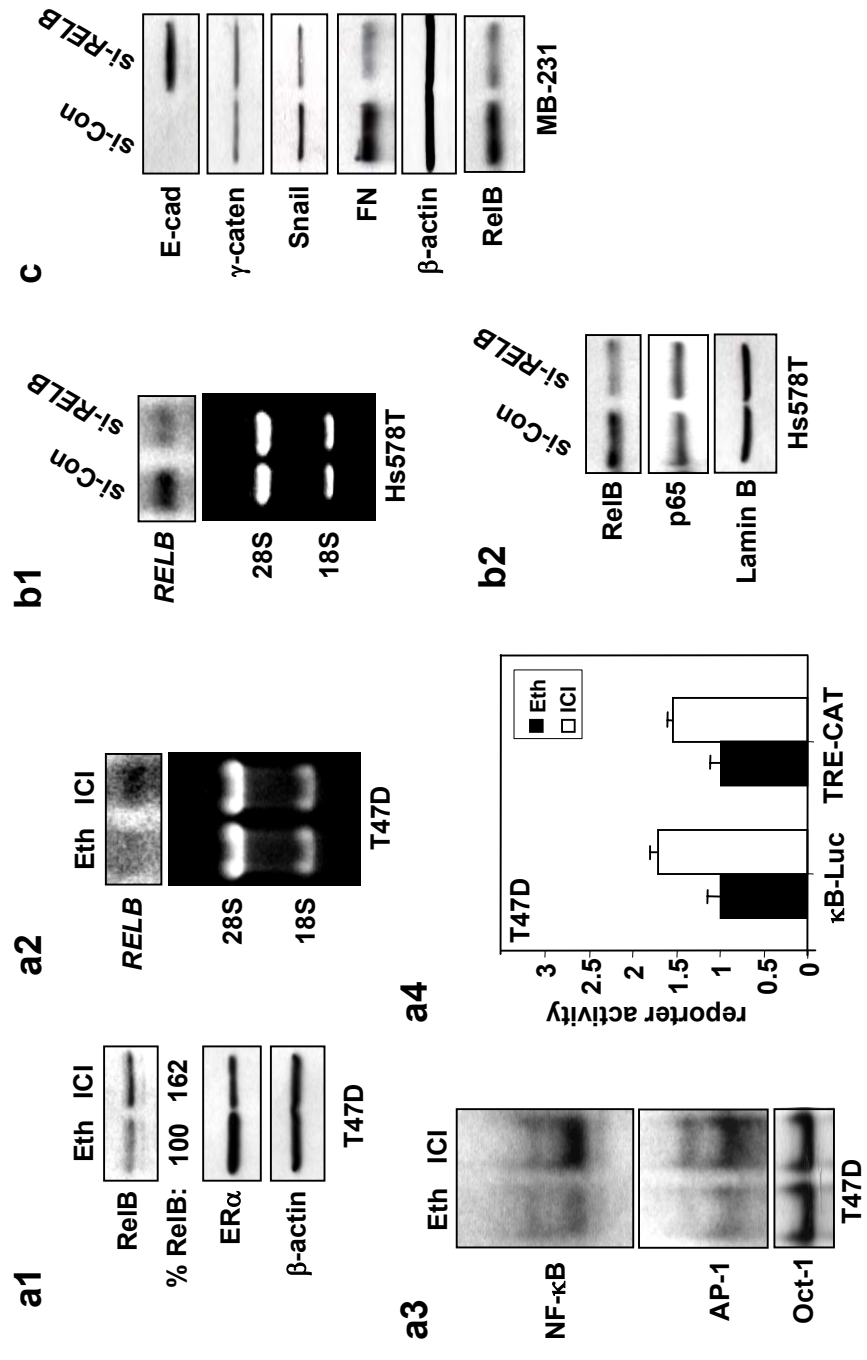 a1
Eth ICI
RelB
% RelB: 100 162
ERα
β-actin
T47D
a2
Eth ICI
RELB
28S
18S
T47D
a3
Eth ICI
NF-κB
AP-1
Oct-1
T47D
a4
T47D
Eth
ICI
reporter activity
3
2.5
2
1.5
1
0.5
0
κB-Luc TRE-CAT
b1
si-Con si-RELB
RELB
28S
18S
Hs578T
b2
si-Con si-RELB
RelB
p65
Lamin B
Hs578T
c
si-Con si-RELB
E-cad
γ-caten
Snail
FN
β-actin
RelB
MB-231